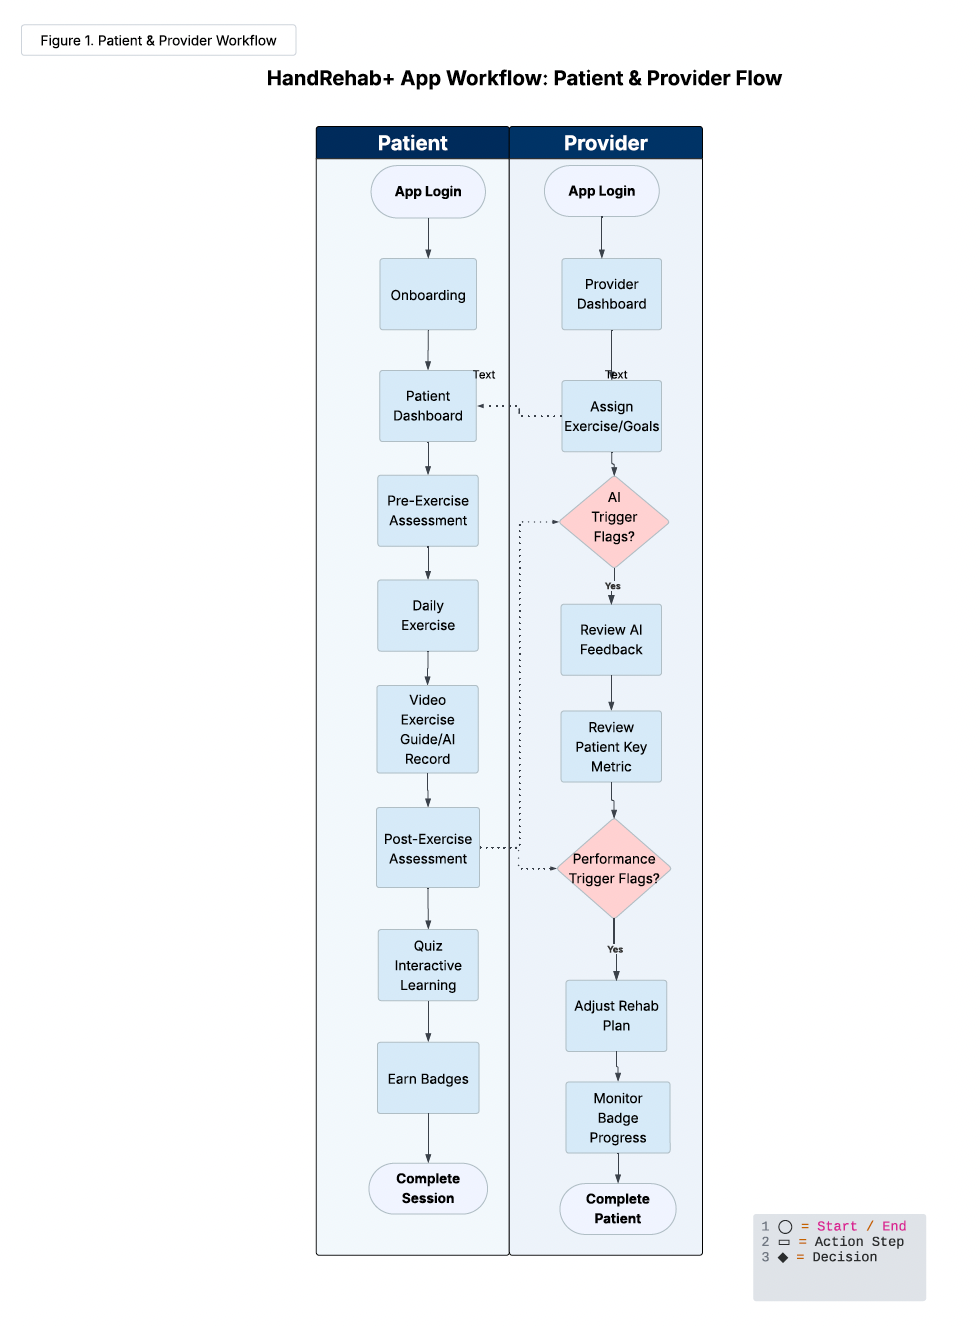 Figure 1. Patient & Provider Workflow
HandRehab+ App Workflow: Patient & Provider Flow
Patient
Provider
App Login
App Login
Onboarding
Provider
Dashboard
Text
Text
Patient
Dashboard
Assign
Exercise/Goals
Pre-Exercise
Assessment
AI
Trigger
Flags?
Yes
Daily
Exercise
Review AI
Feedback
Video
Exercise
Guide/AI
Record
Review
Patient Key
Metric
Post-Exercise
Assessment
Performance
Trigger Flags?
Yes
Quiz
Interactive
Learning
Adjust Rehab
Plan
Earn Badges
Monitor
Badge
Progress
Complete
Session
Complete
Patient
1 ◯ = Start / End
2 ▭ = Action Step
3 ◆ = Decision